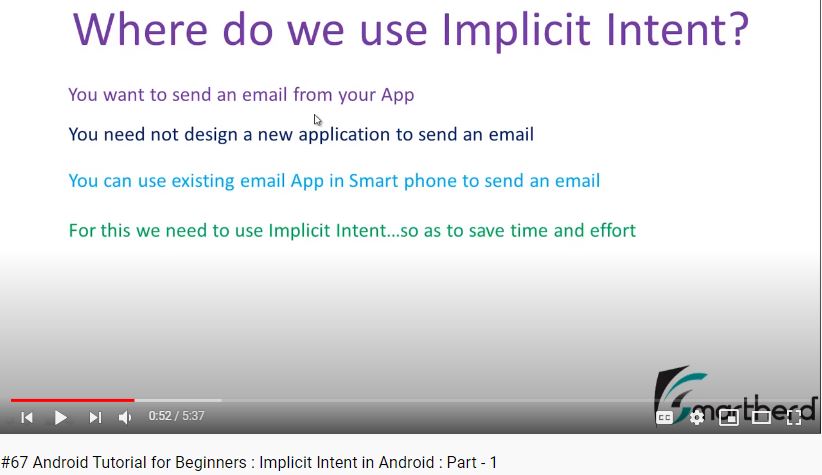 Where do we use Implicit Intent?
You want to send an email from your App
You need not design a new application to send an email
You can use existing email App in Smart phone to send an email
For this we need to use Implicit Intent...so as to save time and effort
smartherd
0:52 / 5:37
CC
#67 Android Tutorial for Beginners : Implicit Intent in Android : Part - 1